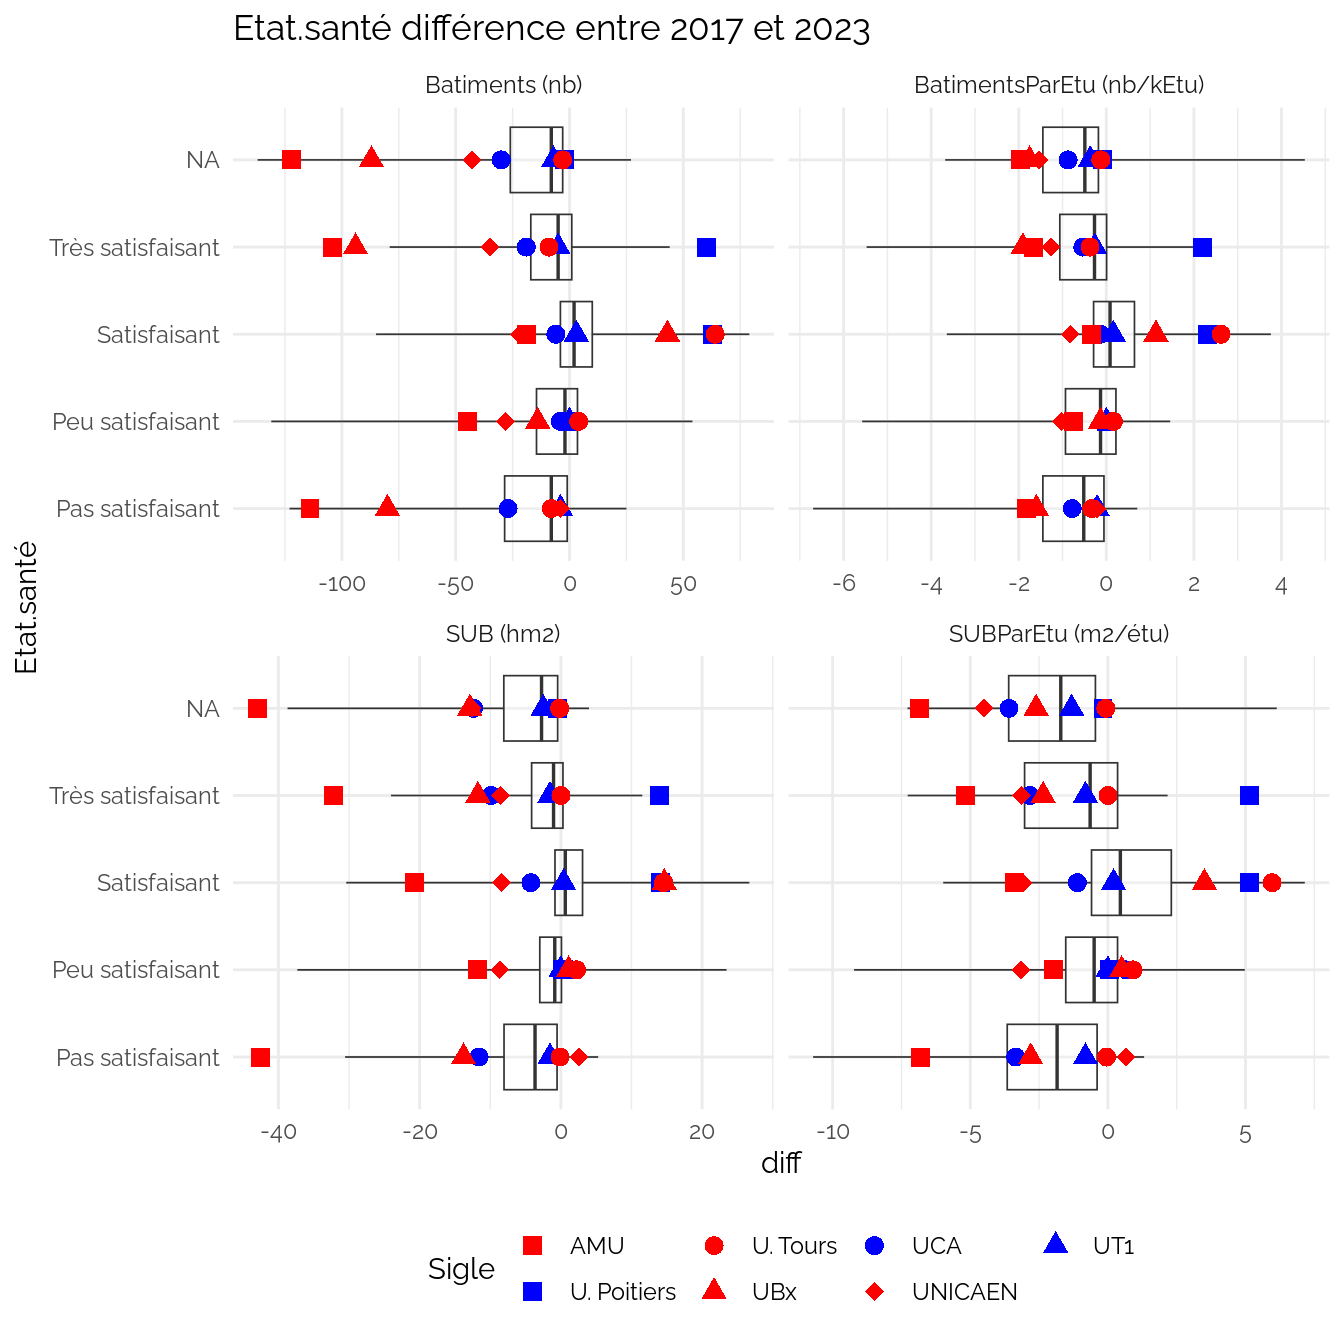 Etat.santé différence entre 2017 et 2023
Batiments (nb)
BatimentsParEtu (nb/kEtu)
NA
Très satisfaisant
Satisfaisant
Peu satisfaisant
Pas satisfaisant
-100 -50 0 50
-6 -4 -2 0 2 4
SUB (hm2)
SUBParEtu (m2/étu)
NA
Très satisfaisant
Satisfaisant
Peu satisfaisant
Pas satisfaisant
-40 -20 0 20
-10 -5 0 5
Etat.santé
diff
Sigle
AMU U. Tours UCA UT1
U. Poitiers UBx UNICAEN